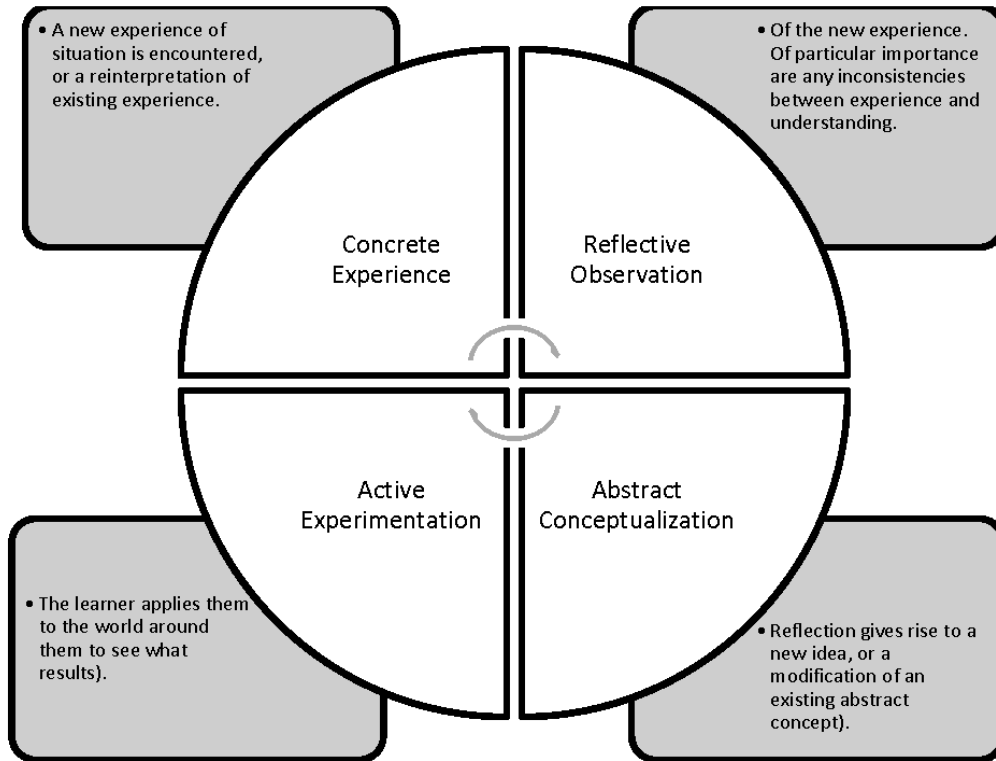 • A new experience of
situation is encountered,
or a reinterpretation of
existing experience.
• Of the new experience.
Of particular importance
are any inconsistencies
between experience and
understanding.
Concrete
Experience
Reflective
Observation
Active
Experimentation
Abstract
Conceptualization
• The learner applies them
to the world around
them to see what
results).
• Reflection gives rise to a
new idea, or a
modification of an
existing abstract
concept).